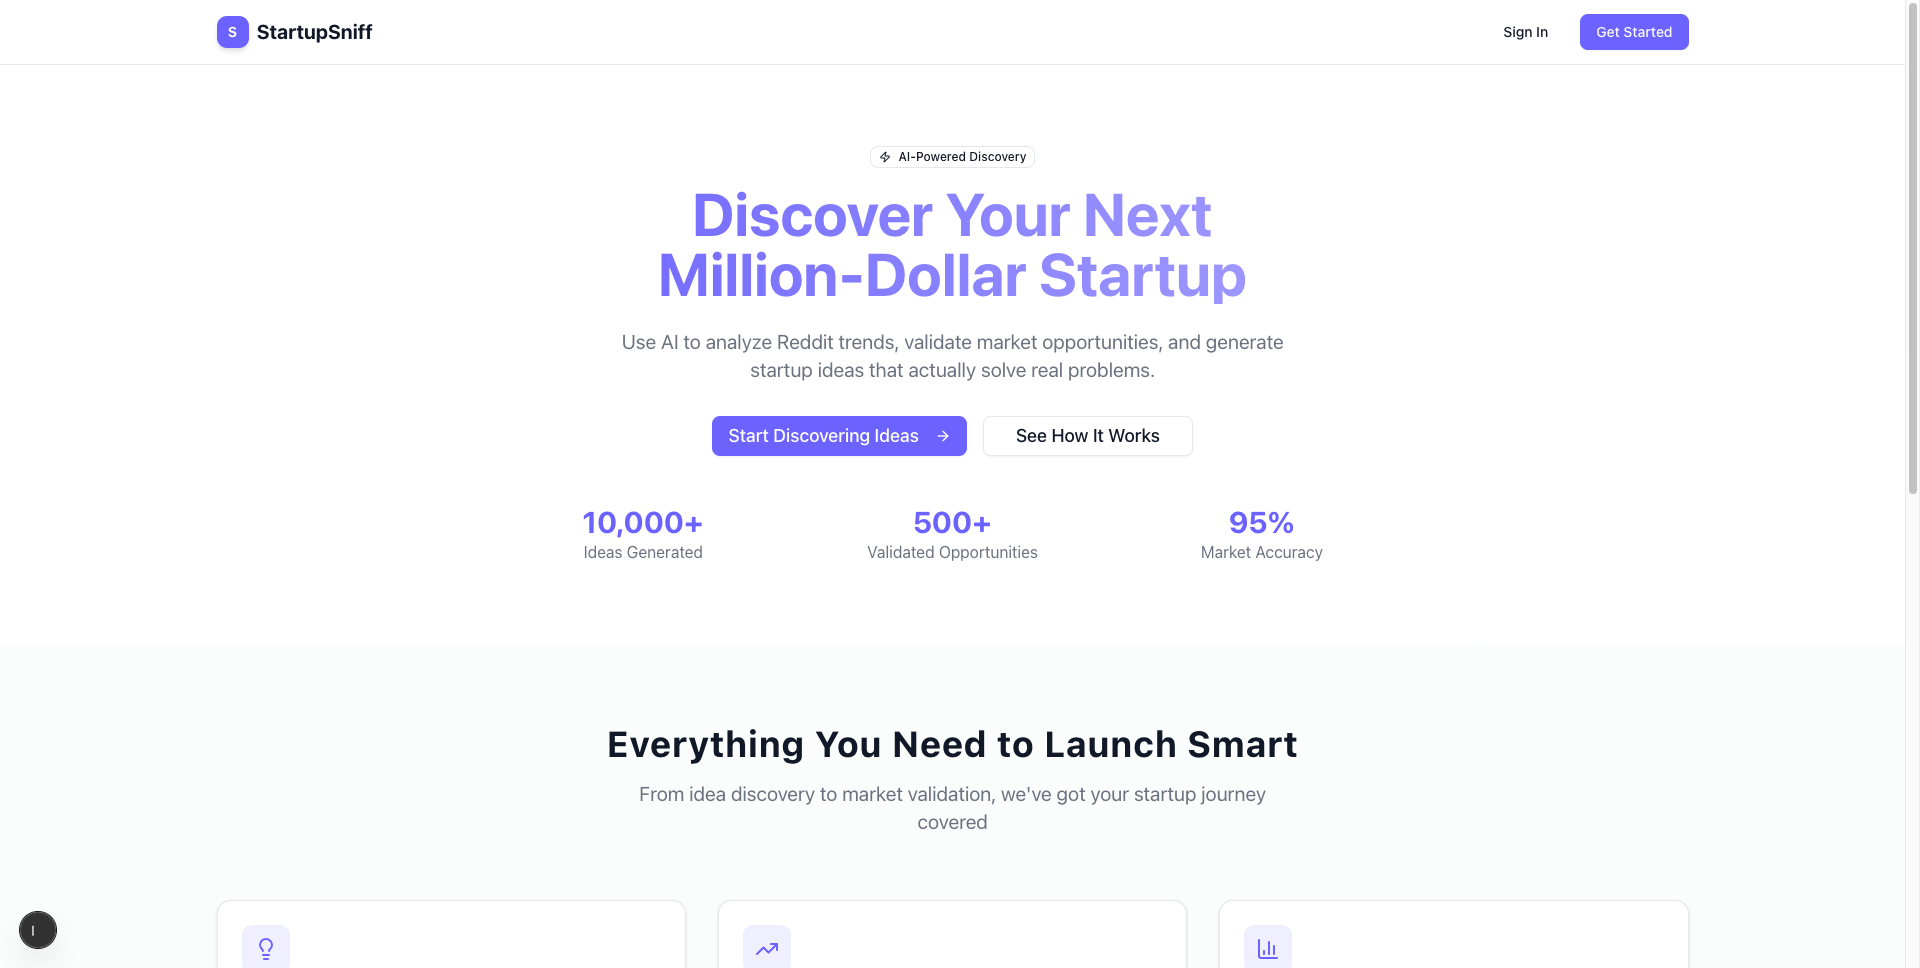 S StartupSniff
Sign In
Get Started
AI-Powered Discovery
Discover Your Next
Million-Dollar Startup
Use AI to analyze Reddit trends, validate market opportunities, and generate
startup ideas that actually solve real problems.
Start Discovering Ideas →
See How It Works
10,000+
Ideas Generated
500+
Validated Opportunities
95%
Market Accuracy
Everything You Need to Launch Smart
From idea discovery to market validation, we've got your startup journey
covered